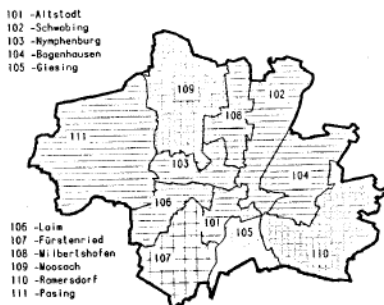 101 -Altstadt
102 -Schwabing
103 -Nymphenburg
104 -Bogenhausen
105 -Giesing
109
102
108
111
103
104
106
101
105
107
110
106 -Laim
107 -Fürstenried
108 -Milbertshofen
109 -Moosach
110 -Ramersdorf
111 -Pasing